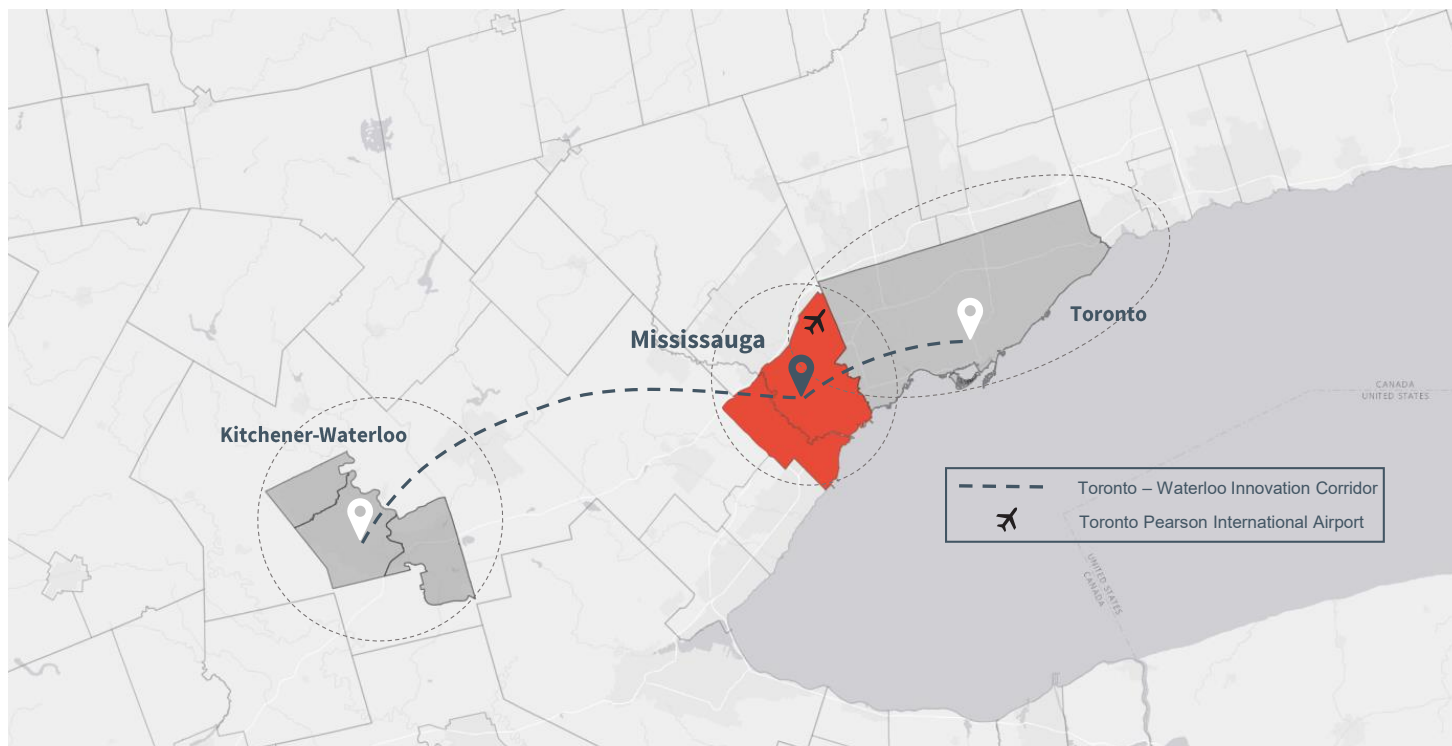 Toronto
Mississauga
CANADA
UNITED STATES
Kitchener-Waterloo
Toronto – Waterloo Innovation Corridor
Toronto Pearson International Airport
UNITED STATES
CANADA